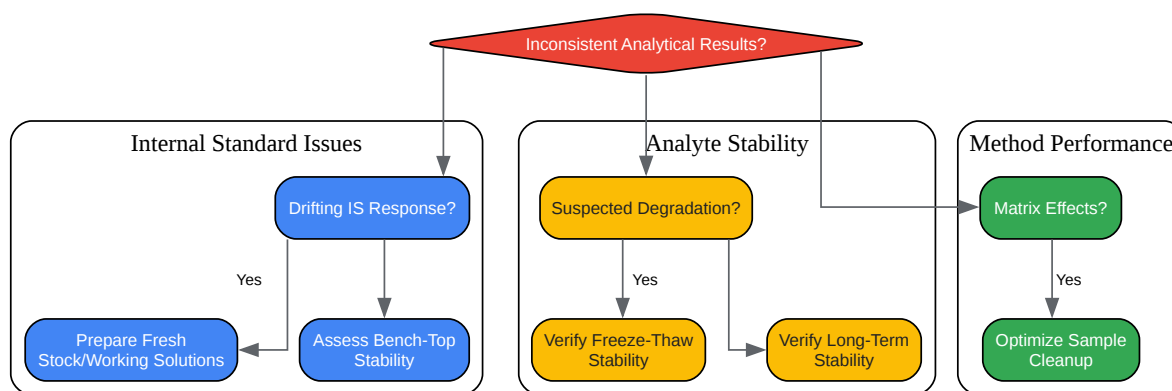 Inconsistent Analytical Results?
Internal Standard Issues
Analyte Stability
Method Performance
Drifting IS Response?
Suspected Degradation?
Matrix Effects?
Yes
Yes
Yes
Prepare Fresh
Stock/Working Solutions
Assess Bench-Top
Stability
Verify Freeze-Thaw
Stability
Verify Long-Term
Stability
Optimize Sample
Cleanup